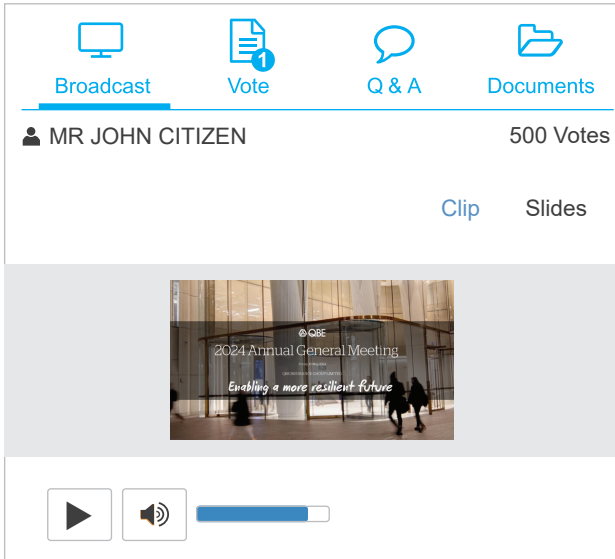 1
Broadcast Vote Q & A Documents
MR JOHN CITIZEN 500 Votes
Clip Slides
QBE
2024 Annual General Meeting
Enabling a more resilient future